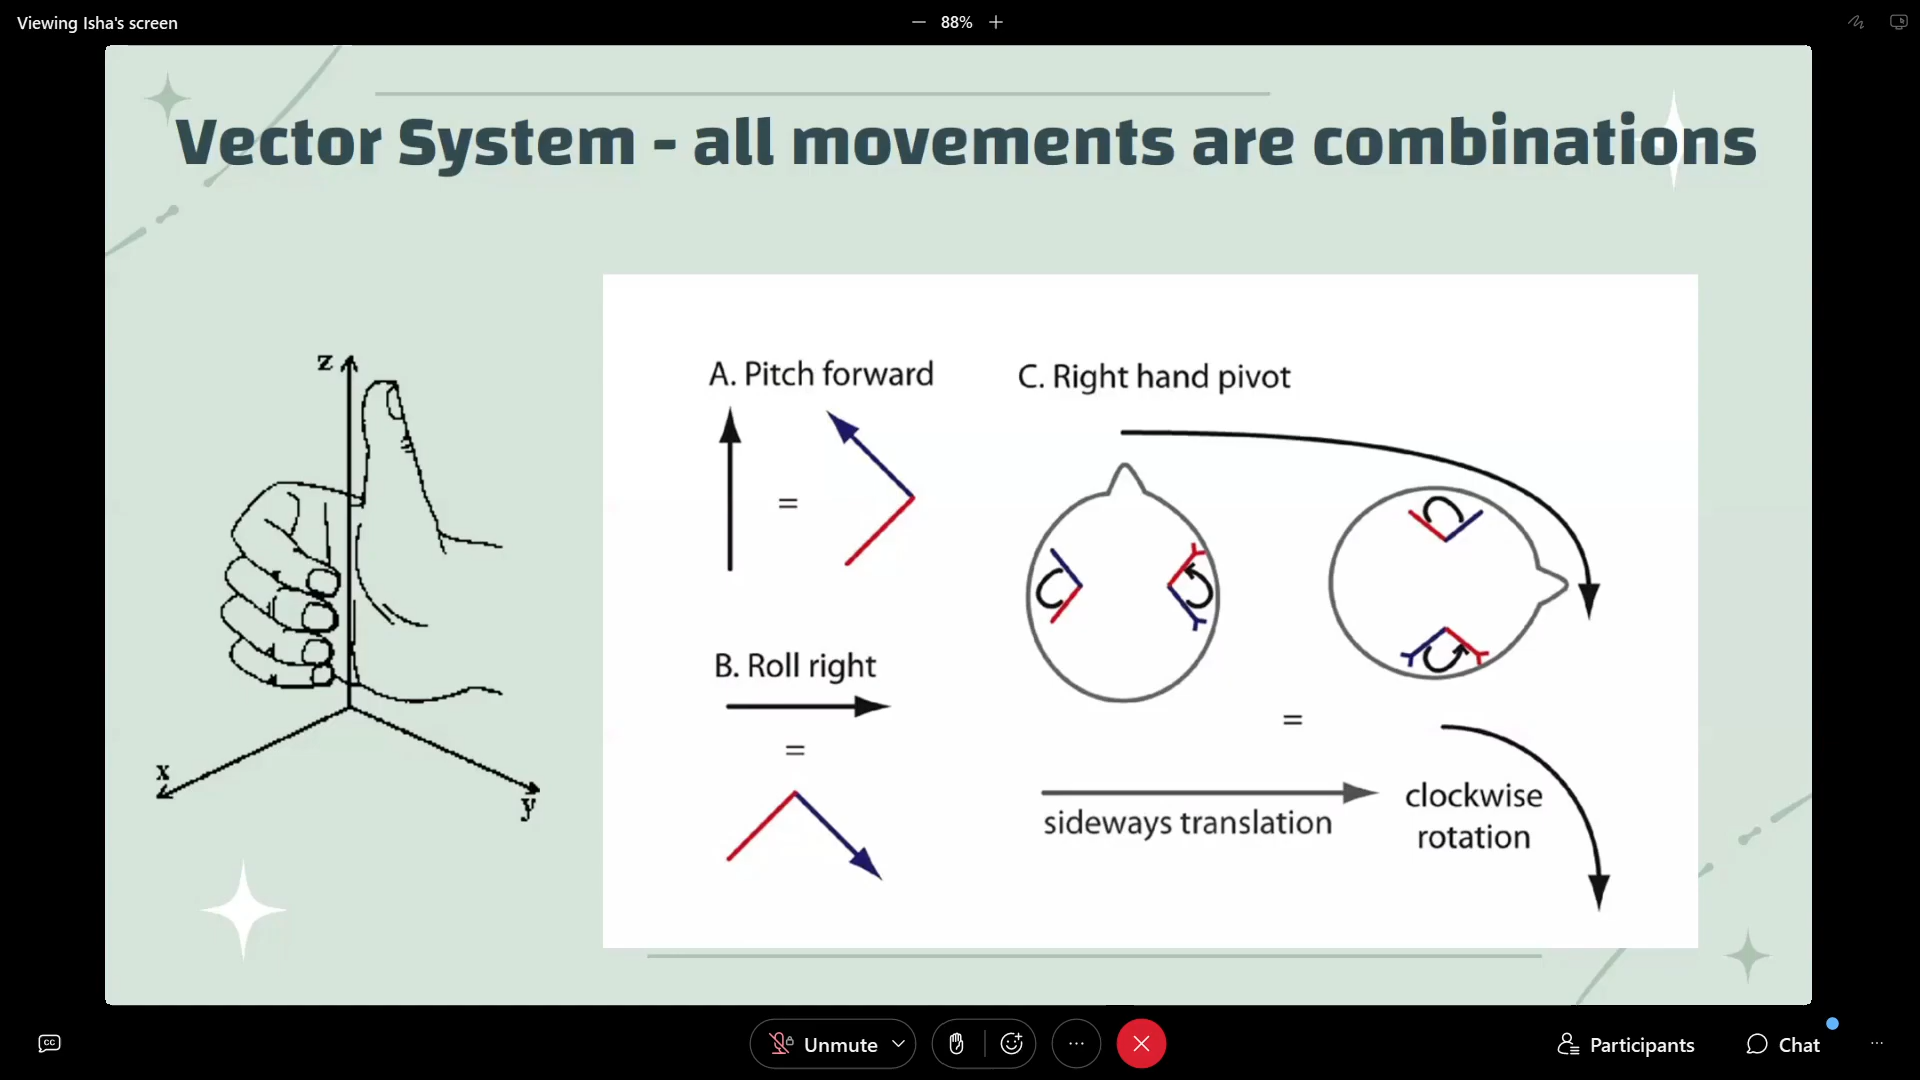 Viewing Isha's screen
88%
Vector System - all movements are combinations
z
x
y
A. Pitch forward
=
B. Roll right
=
C. Right hand pivot
=
sideways translation
clockwise
rotation
CC
Unmute
Participants
Chat